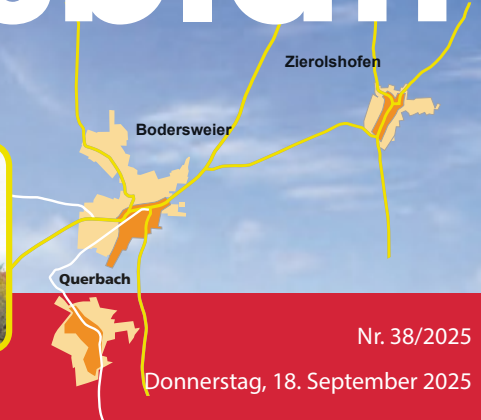 Zierolshofen
Bodersweier
Querbach
Nr. 38/2025
Donnerstag, 18. September 2025